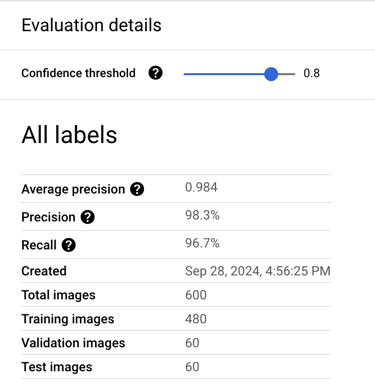 Evaluation details
Confidence threshold ? 0.8
All labels
Average precision ? 0.984
Precision ? 98.3%
Recall ? 96.7%
Created Sep 28, 2024, 4:56:25 PM
Total images 600
Training images 480
Validation images 60
Test images 60